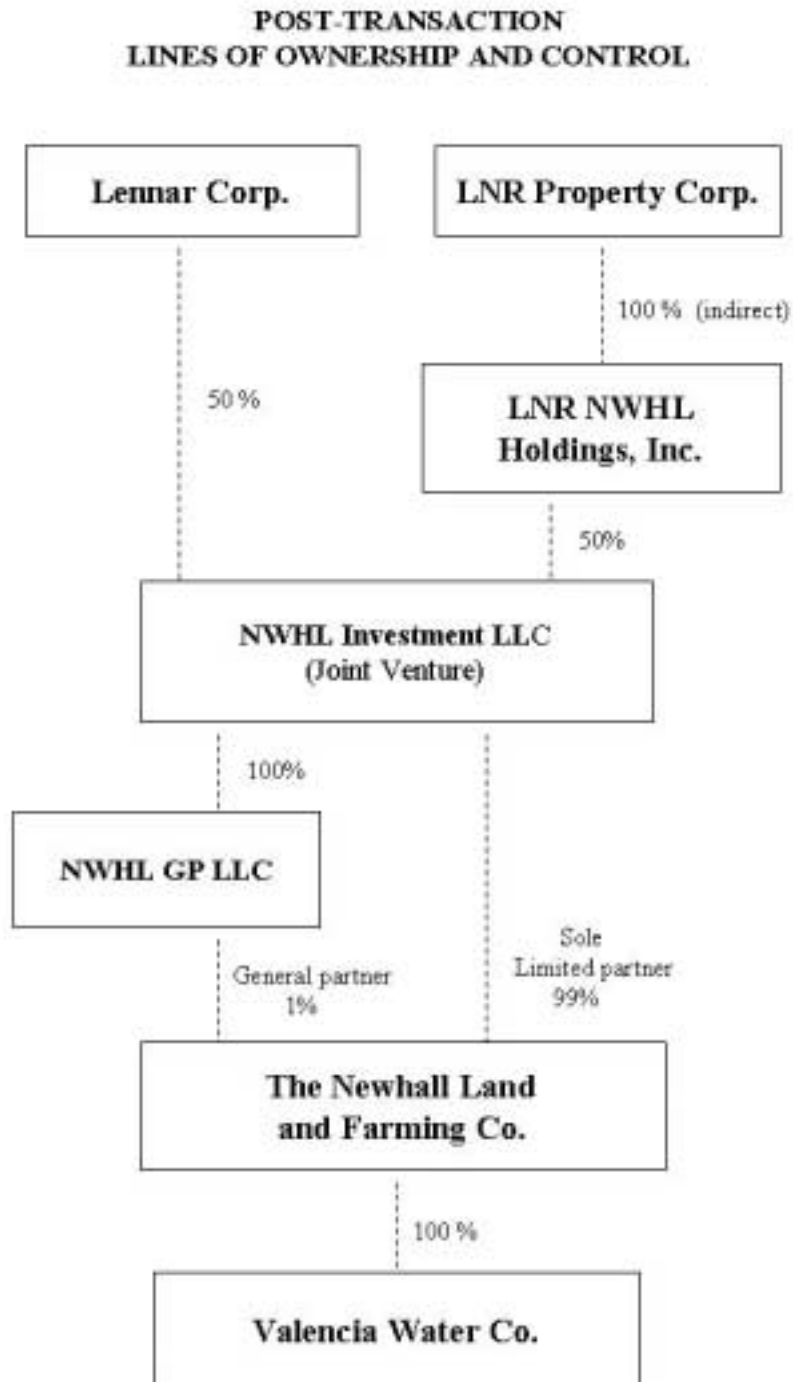 POST-TRANSACTION
LINES OF OWNERSHIP AND CONTROL
Lennar Corp.
LNR Property Corp.
100 % (indirect)
50 %
LNR NWHL
Holdings, Inc.
50%
NWHL Investment LLC
(Joint Venture)
100%
NWHL GP LLC
Sole
Limited partner
99%
General partner
1%
The Newhall Land
and Farming Co.
100 %
Valencia Water Co.